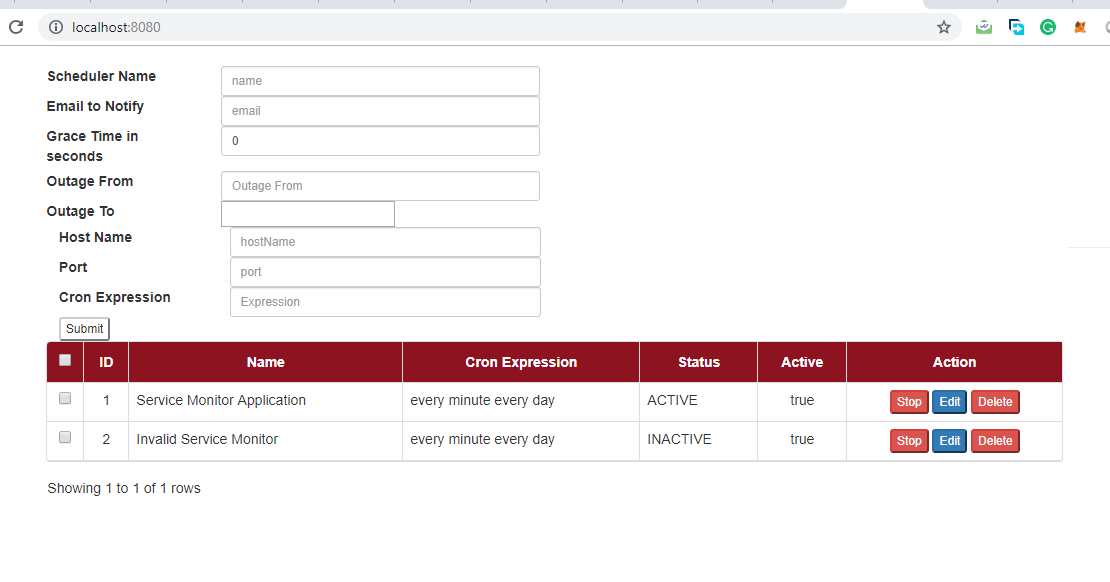 localhost:8080
Scheduler Name name
Email to Notify email
Grace Time in seconds 0
Outage From Outage From
Outage To
Host Name hostName
Port port
Cron Expression Expression
Submit
ID Name Cron Expression Status Active Action
1 Service Monitor Application every minute every day ACTIVE true Stop Edit Delete
2 Invalid Service Monitor every minute every day INACTIVE true Stop Edit Delete
Showing 1 to 1 of 1 rows